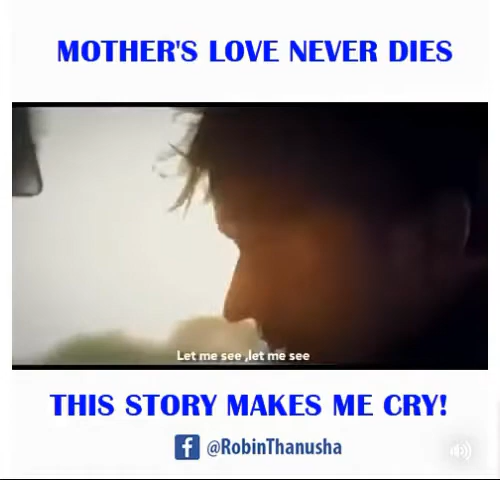 MOTHER'S LOVE NEVER DIES
Let me see ,let me see
THIS STORY MAKES ME CRY!
f @RobinThanusha